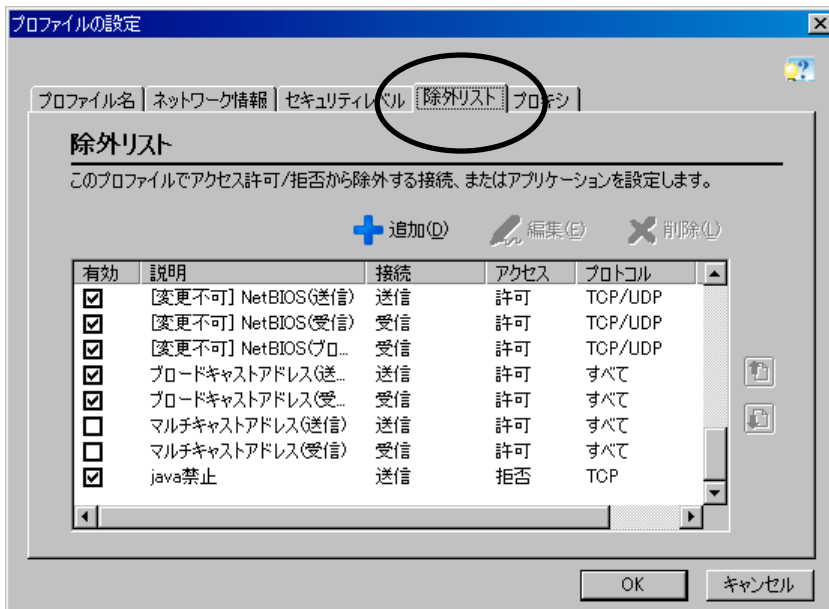 プロファイルの設定
プロファイル名 ネットワーク情報 セキュリティレベル 除外リスト プロキシ
除外リスト
このプロファイルでアクセス許可/拒否から除外する接続、またはアプリケーションを設定します。
追加(D) 編集(E) 削除(L)
有効 説明 接続 アクセス プロトコル
[変更不可] NetBIOS(送信) 送信 許可 TCP/UDP
[変更不可] NetBIOS(受信) 受信 許可 TCP/UDP
[変更不可] NetBIOS(ブロ... 受信 許可 TCP/UDP
ブロードキャストアドレス(送... 送信 許可 すべて
ブロードキャストアドレス(受... 受信 許可 すべて
マルチキャストアドレス(送信) 送信 許可 すべて
マルチキャストアドレス(受信) 受信 許可 すべて
java禁止 送信 拒否 TCP
OK キャンセル